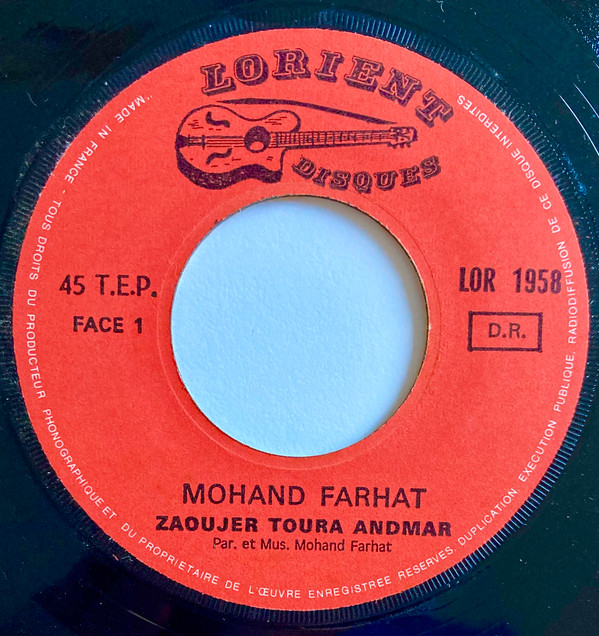 LORIENT
DISQUES
45 T.E.P.
FACE 1
LOR 1958
D.R.
MOHAND FARHAT
ZAOUJER TOURA ANDMAR
Par. et Mus. Mohand Farhat
"MADE IN FRANCE - TOUS DROITS DU PRODUCTEUR PHONOGRAPHIQUE ET DU PROPRIETAIRE DE L'ŒUVRE ENREGISTREE RESERVES. DUPLICATION EXECUTION PUBLIQUE, RADIODIFFUSION DE CE DISQUE INTERDITES